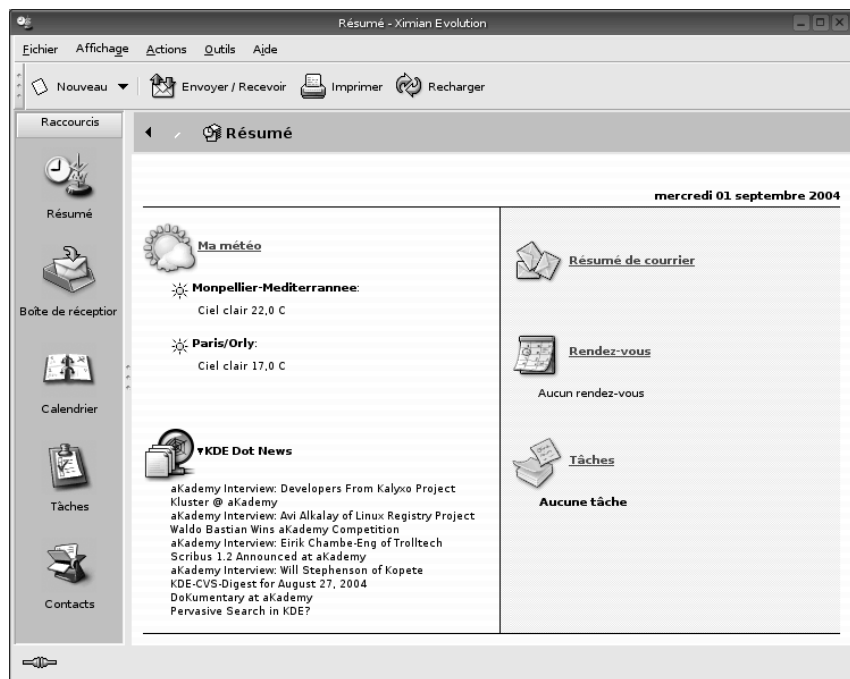 Résumé - Ximian Evolution
Fichier Affichage Actions Outils Aide
Nouveau Envoyer / Recevoir Imprimer Recharger
Raccourcis
Résumé
Boîte de réceptior
Calendrier
Tâches
Contacts
Résumé
mercredi 01 septembre 2004
Ma météo
Monpellier-Mediterrannee:
Ciel clair 22,0 C
Paris/Orly:
Ciel clair 17,0 C
KDE Dot News
aKademy Interview: Developers From Kalyxo Project
Kluster @ aKademy
aKademy Interview: Avi Alkalay of Linux Registry Project
Waldo Bastian Wins aKademy Competition
aKademy Interview: Eirik Chambe-Eng of Trolltech
Scribus 1.2 Announced at aKademy
aKademy Interview: Will Stephenson of Kopete
KDE-CVS-Digest for August 27, 2004
DoKumentary at aKademy
Pervasive Search in KDE?
Résumé de courrier
Rendez-vous
Aucun rendez-vous
Tâches
Aucune tâche